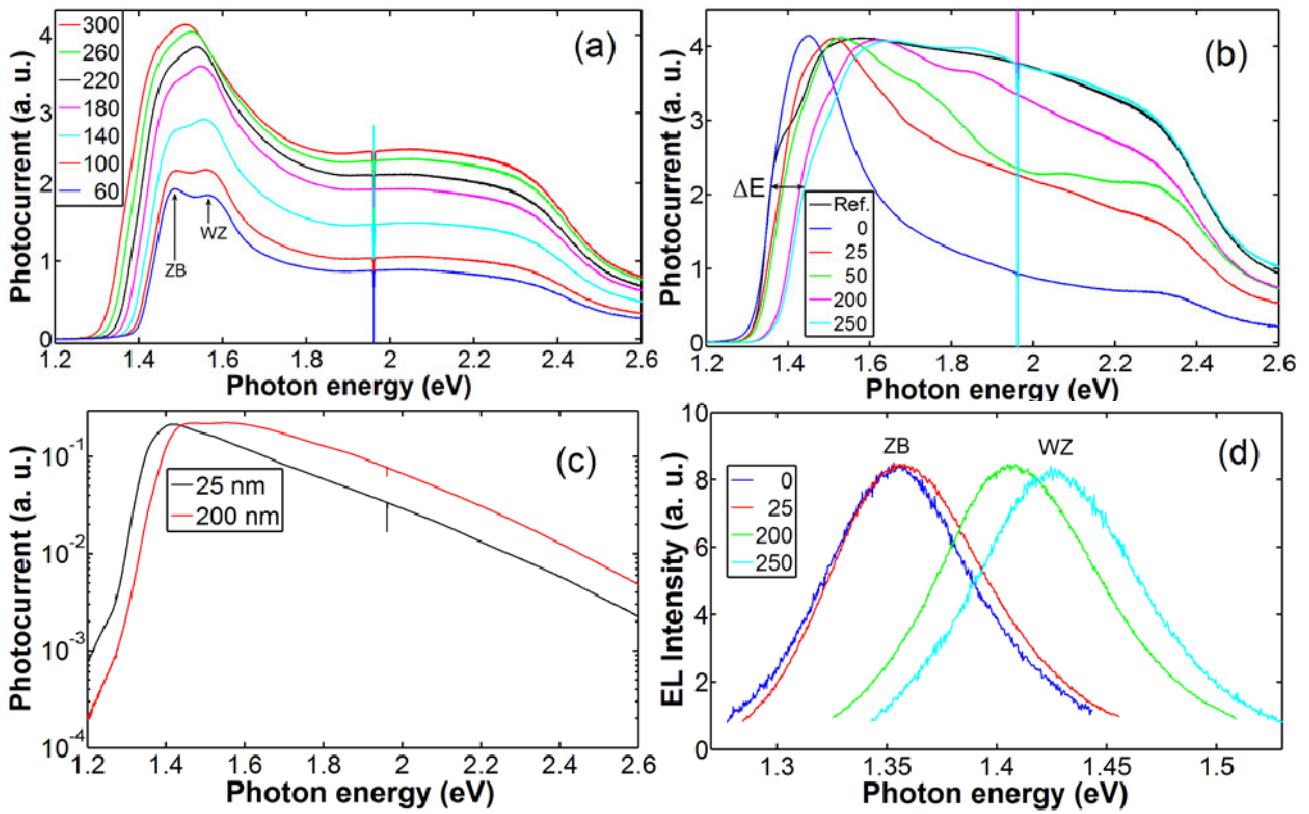 (a)
300
260
220
180
140
100
60
ZB
WZ
Photocurrent (a. u.)
4
3
2
1
0
1.2 1.4 1.6 1.8 2 2.2 2.4 2.6
Photon energy (eV)
(b)
ΔE
Ref.
0
25
50
200
250
Photocurrent (a. u.)
4
3
2
1
0
1.2 1.4 1.6 1.8 2 2.2 2.4 2.6
Photon energy (eV)
(c)
25 nm
200 nm
Photocurrent (a. u.)
10-1
10-2
10-3
10-4
1.2 1.4 1.6 1.8 2 2.2 2.4 2.6
Photon energy (eV)
(d)
ZB WZ
0
25
200
250
EL Intensity (a. u.)
10
8
6
4
2
0
1.3 1.35 1.4 1.45 1.5
Photon energy (eV)